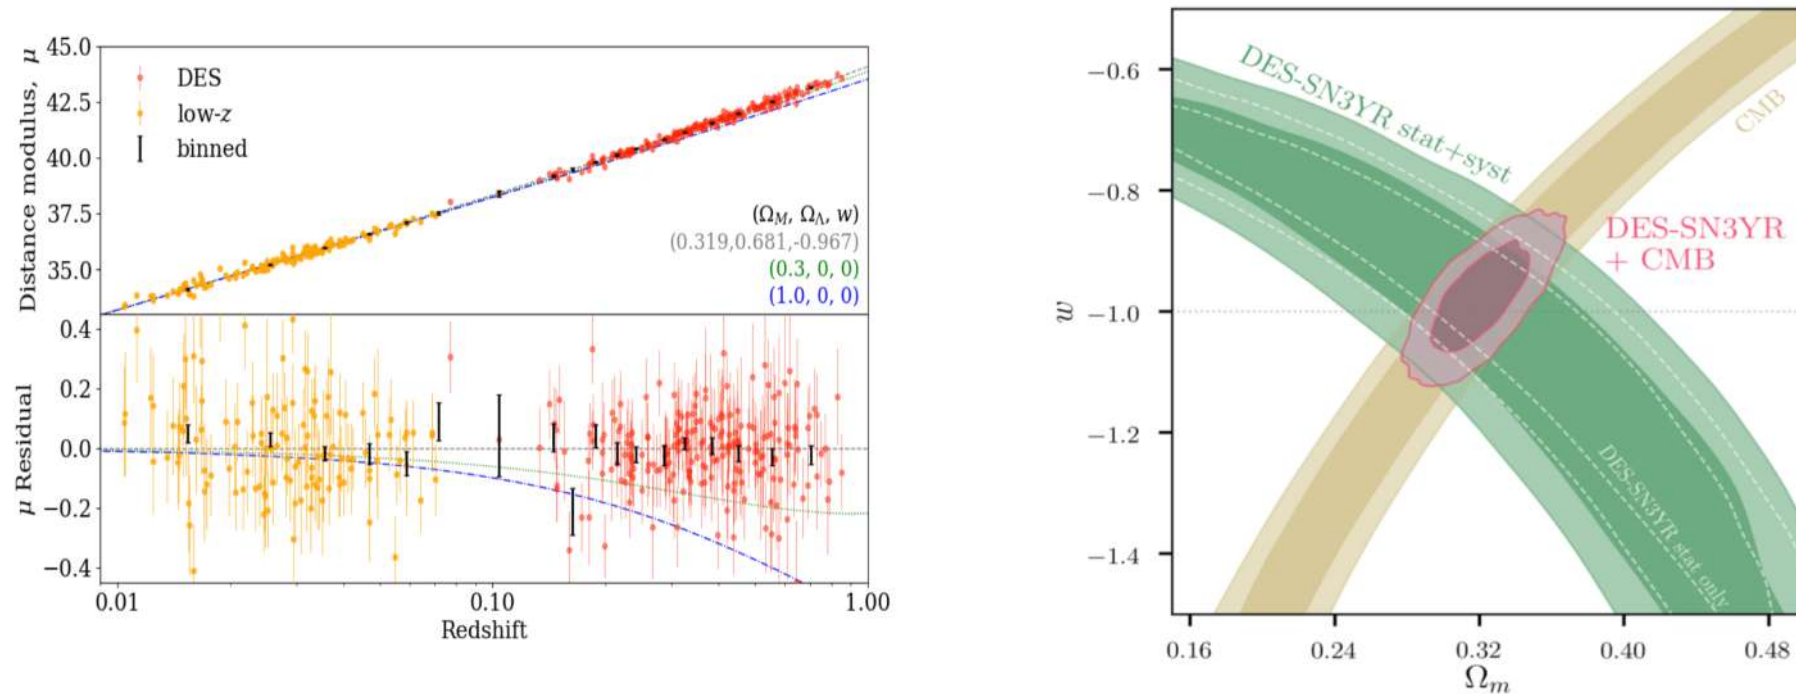 45.0
42.5
40.0
37.5
35.0
Distance modulus, μ
DES
low-z
binned
(Ω_M, Ω_Λ, w)
(0.319,0.681,-0.967)
(0.3, 0, 0)
(1.0, 0, 0)
0.4
0.2
0.0
−0.2
−0.4
μ Residual
0.01
0.10
1.00
Redshift
−0.6
−0.8
−1.0
−1.2
−1.4
w
DES-SN3YR stat+syst
CMB
DES-SN3YR
+ CMB
DES-SN3YR stat only
0.16
0.24
0.32
0.40
0.48
Ω_m